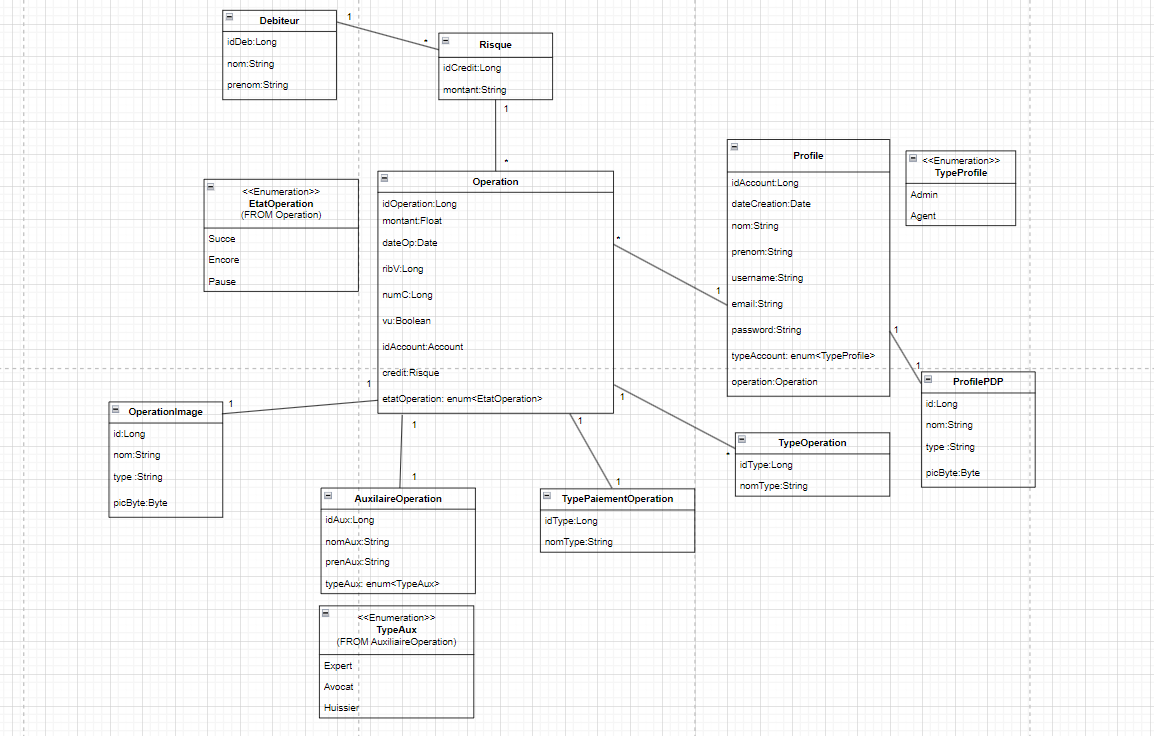 Debiteur
idDeb:Long
nom:String
prenom:String
1
*
Risque
idCredit:Long
montant:String
1
*
<<Enumeration>>
EtatOperation
(FROM Operation)
Succe
Encore
Pause
Operation
idOperation:Long
montant:Float
dateOp:Date
ribV:Long
numC:Long
vu:Boolean
idAccount:Account
credit:Risque
etatOperation: enum<EtatOperation>
*
1
Profile
idAccount:Long
dateCreation:Date
nom:String
prenom:String
username:String
email:String
password:String
typeAccount: enum<TypeProfile>
operation:Operation
<<Enumeration>>
TypeProfile
Admin
Agent
1
1
ProfilePDP
id:Long
nom:String
type :String
picByte:Byte
1
1
OperationImage
id:Long
nom:String
type :String
picByte:Byte
1
*
TypeOperation
idType:Long
nomType:String
1
1
AuxilaireOperation
idAux:Long
nomAux:String
prenAux:String
typeAux: enum<TypeAux>
1
1
TypePaiementOperation
idType:Long
nomType:String
<<Enumeration>>
TypeAux
(FROM AuxiliaireOperation)
Expert
Avocat
Huissier